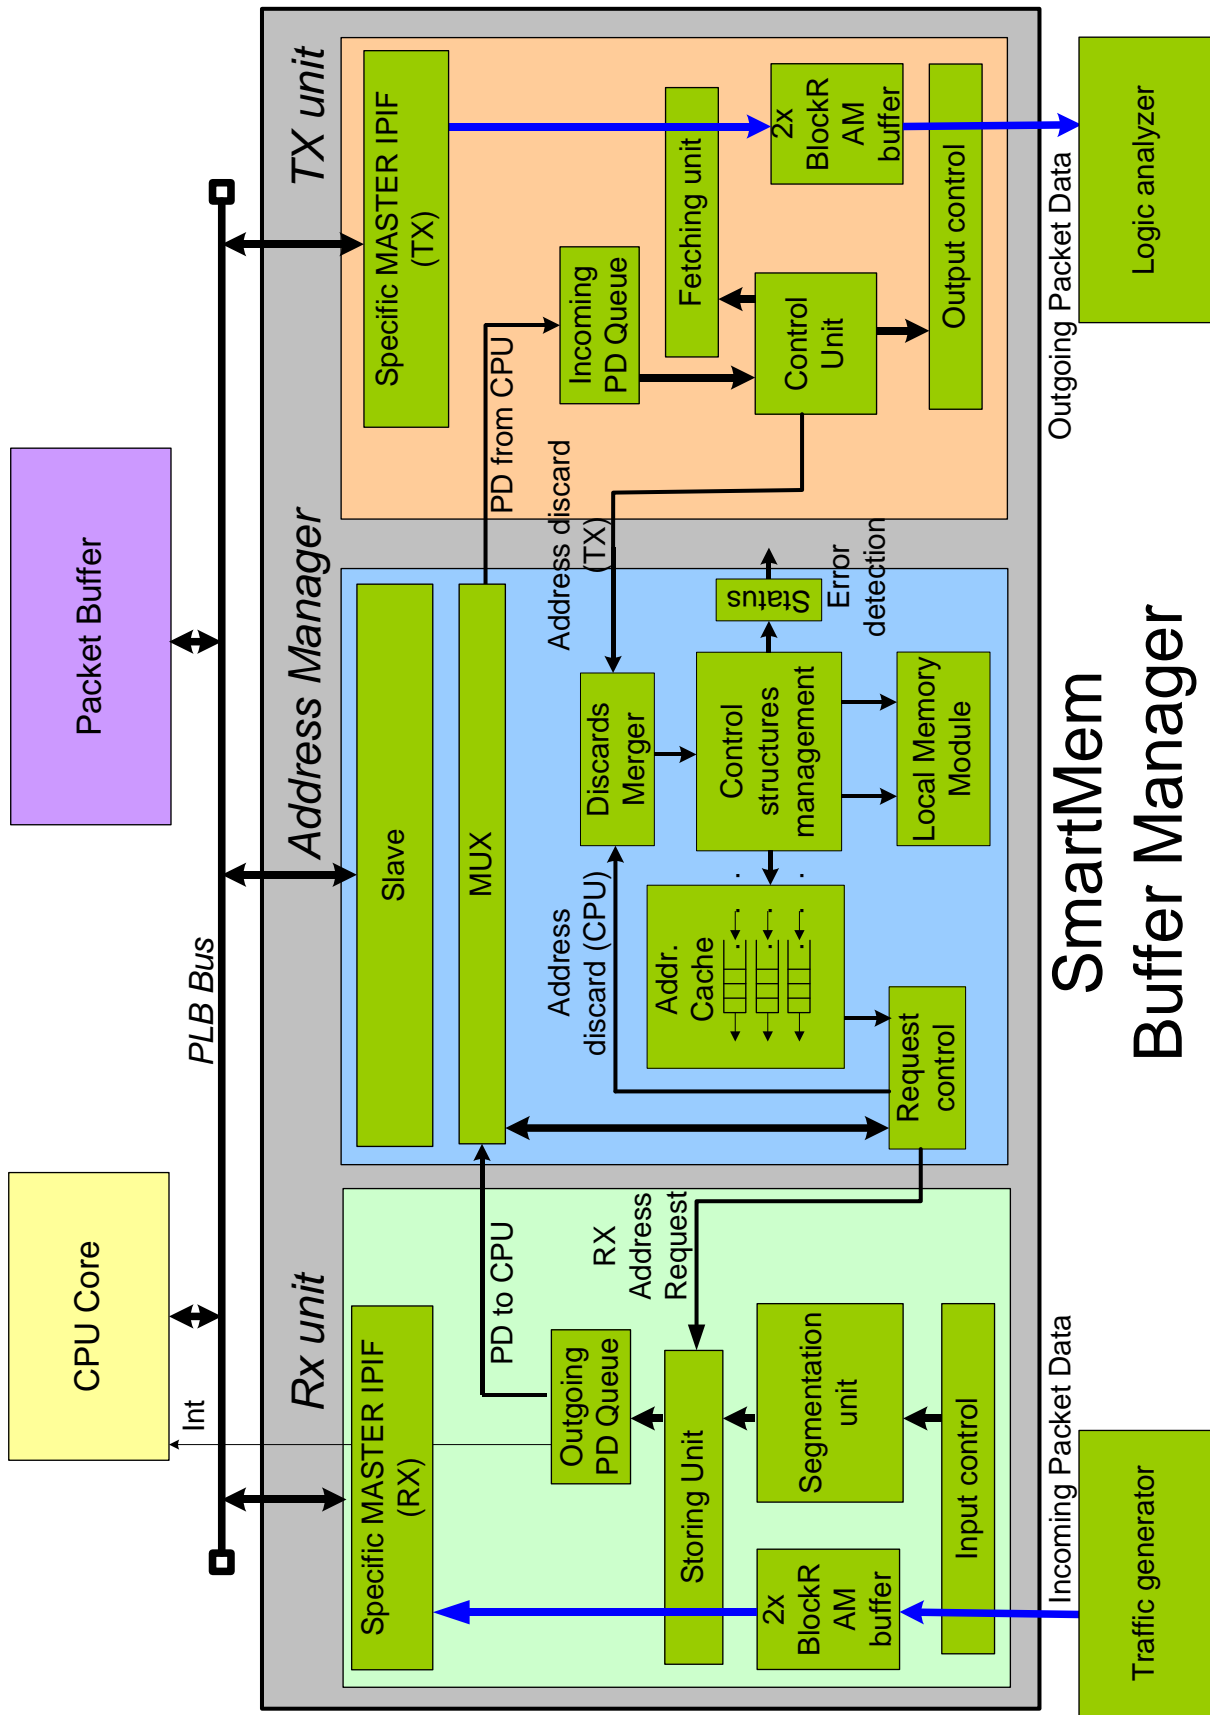 CPU Core
Packet Buffer
Int
PLB Bus
Rx unit
Address Manager
TX unit
Specific MASTER IPIF
(RX)
Slave
Specific MASTER IPIF
(TX)
MUX
PD to CPU
PD from CPU
Outgoing
PD Queue
RX
Address
Request
Address
discard (CPU)
Discards
Merger
Address discard
(TX)
Incoming
PD Queue
Storing Unit
Addr.
Cache
Control
structures
management
Status
Error
detection
Fetching unit
2x
BlockR
AM
buffer
Segmentation
unit
Control
Unit
2x
BlockR
AM
buffer
Input control
Request
control
Local Memory
Module
Output control
Incoming Packet Data
Outgoing Packet Data
Traffic generator
SmartMem
Buffer Manager
Logic analyzer